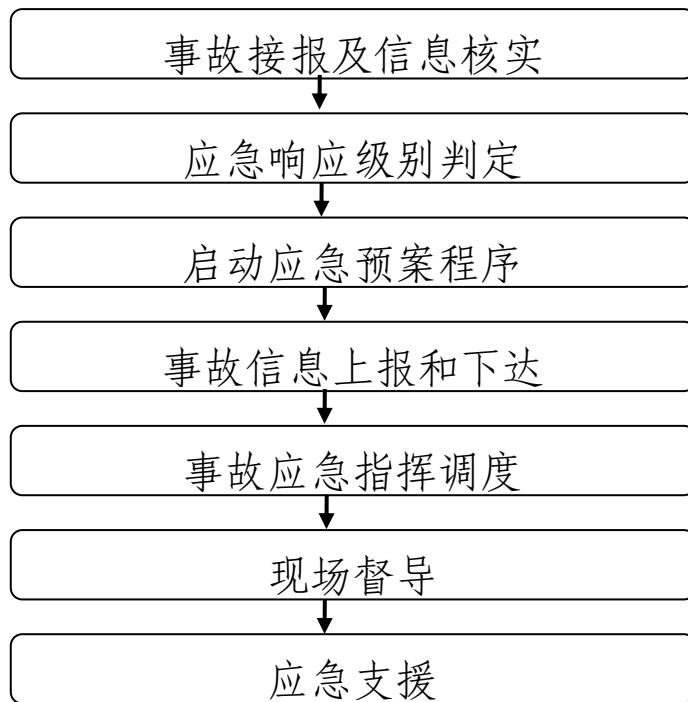 事故接报及信息核实
应急响应级别判定
启动应急预案程序
事故信息上报和下达
事故应急指挥调度
现场督导
应急支援